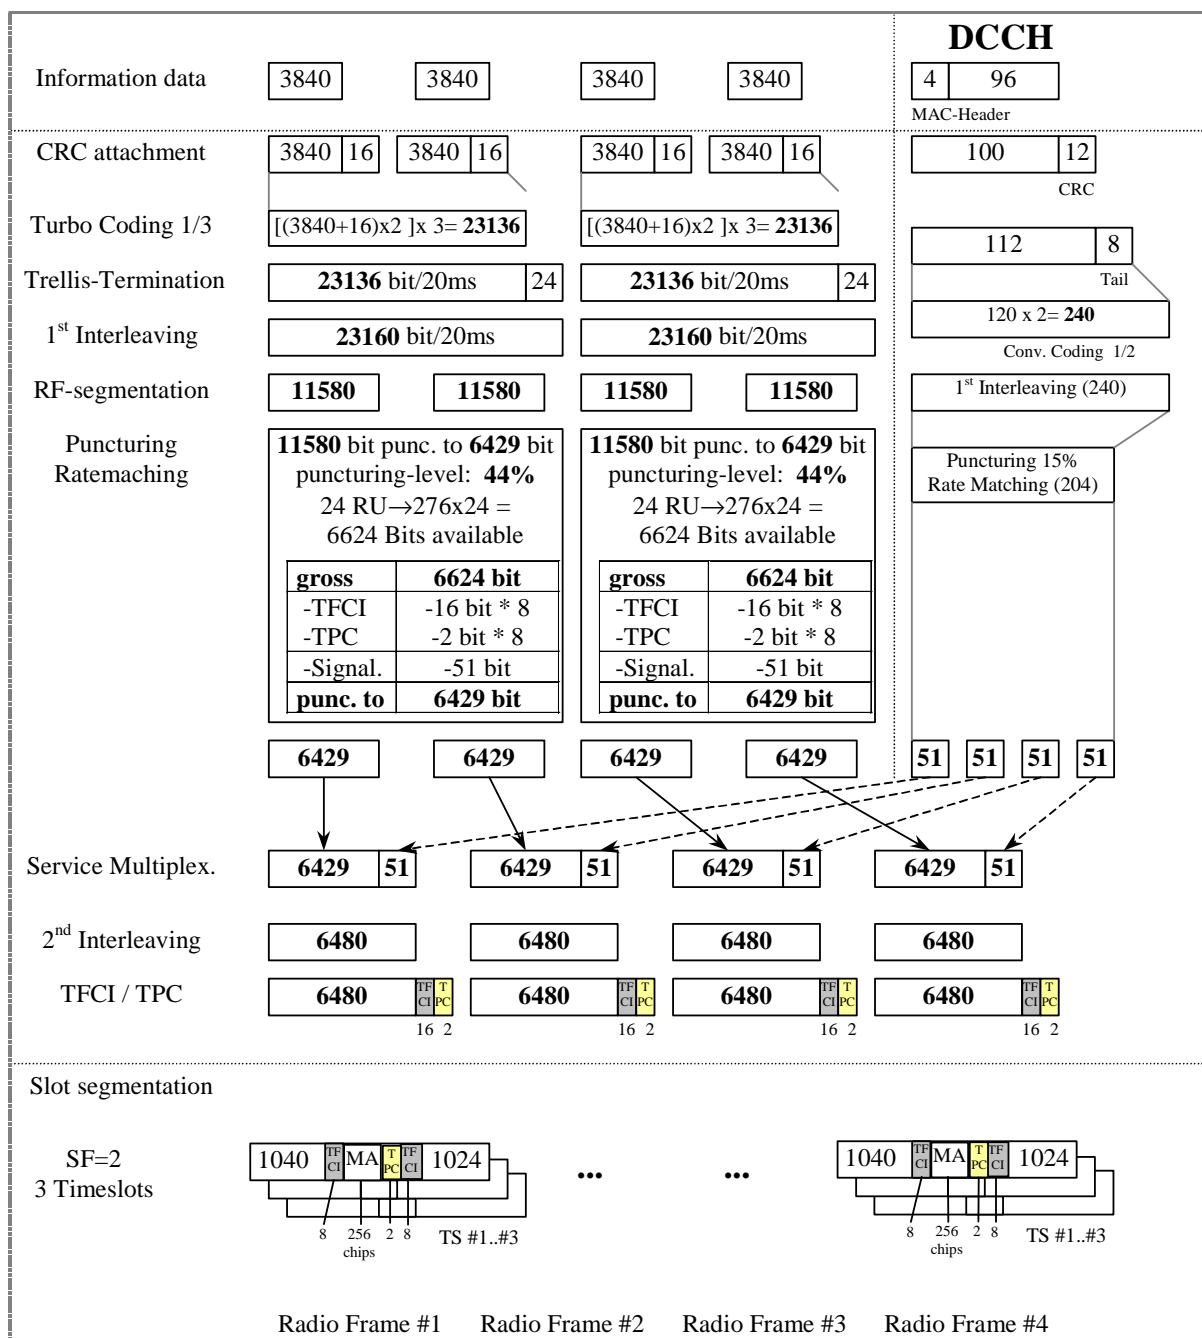 DCCH
Information data 3840 3840 3840 3840 4 96
MAC-Header
CRC attachment 3840 16 3840 16 3840 16 3840 16 100 12
CRC
Turbo Coding 1/3 [(3840+16)x2 ]x 3= 23136 [(3840+16)x2 ]x 3= 23136
112 8
Tail
Trellis-Termination 23136 bit/20ms 24 23136 bit/20ms 24
120 x 2= 240
Conv. Coding 1/2
1st Interleaving 23160 bit/20ms 23160 bit/20ms
RF-segmentation 11580 11580 11580 11580 1st Interleaving (240)
Puncturing
Ratemaching
11580 bit punc. to 6429 bit
puncturing-level: 44%
24 RU→276x24 =
6624 Bits available
gross 6624 bit
-TFCI -16 bit * 8
-TPC -2 bit * 8
-Signal. -51 bit
punc. to 6429 bit
11580 bit punc. to 6429 bit
puncturing-level: 44%
24 RU→276x24 =
6624 Bits available
gross 6624 bit
-TFCI -16 bit * 8
-TPC -2 bit * 8
-Signal. -51 bit
punc. to 6429 bit
Puncturing 15%
Rate Matching (204)
6429 6429 6429 6429 51 51 51 51
Service Multiplex. 6429 51 6429 51 6429 51 6429 51
2nd Interleaving 6480 6480 6480 6480
TFCI / TPC 6480 TF CI T PC 6480 TF CI T PC 6480 TF CI T PC 6480 TF CI T PC
16 2 16 2 16 2 16 2
Slot segmentation
SF=2
3 Timeslots
1040 TF CI MA T PC TF CI 1024
8 256 2 8 TS #1..#3
chips
... ...
1040 TF CI MA T PC TF CI 1024
8 256 2 8 TS #1..#3
chips
Radio Frame #1 Radio Frame #2 Radio Frame #3 Radio Frame #4